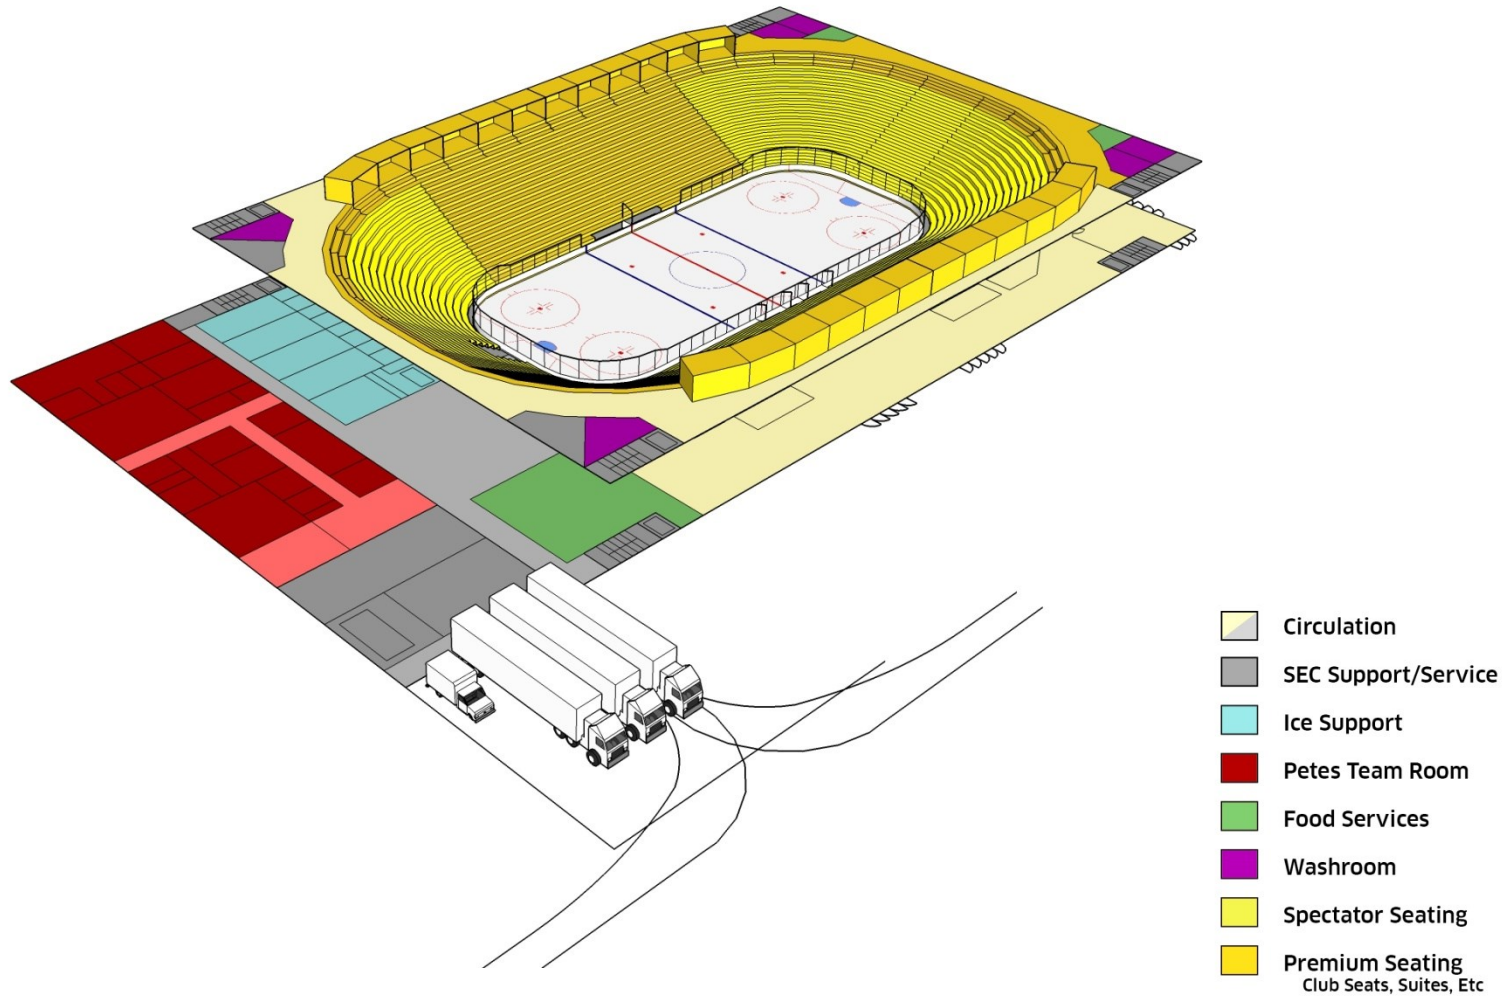 Circulation
SEC Support/Service
Ice Support
Petes Team Room
Food Services
Washroom
Spectator Seating
Premium Seating
Club Seats, Suites, Etc